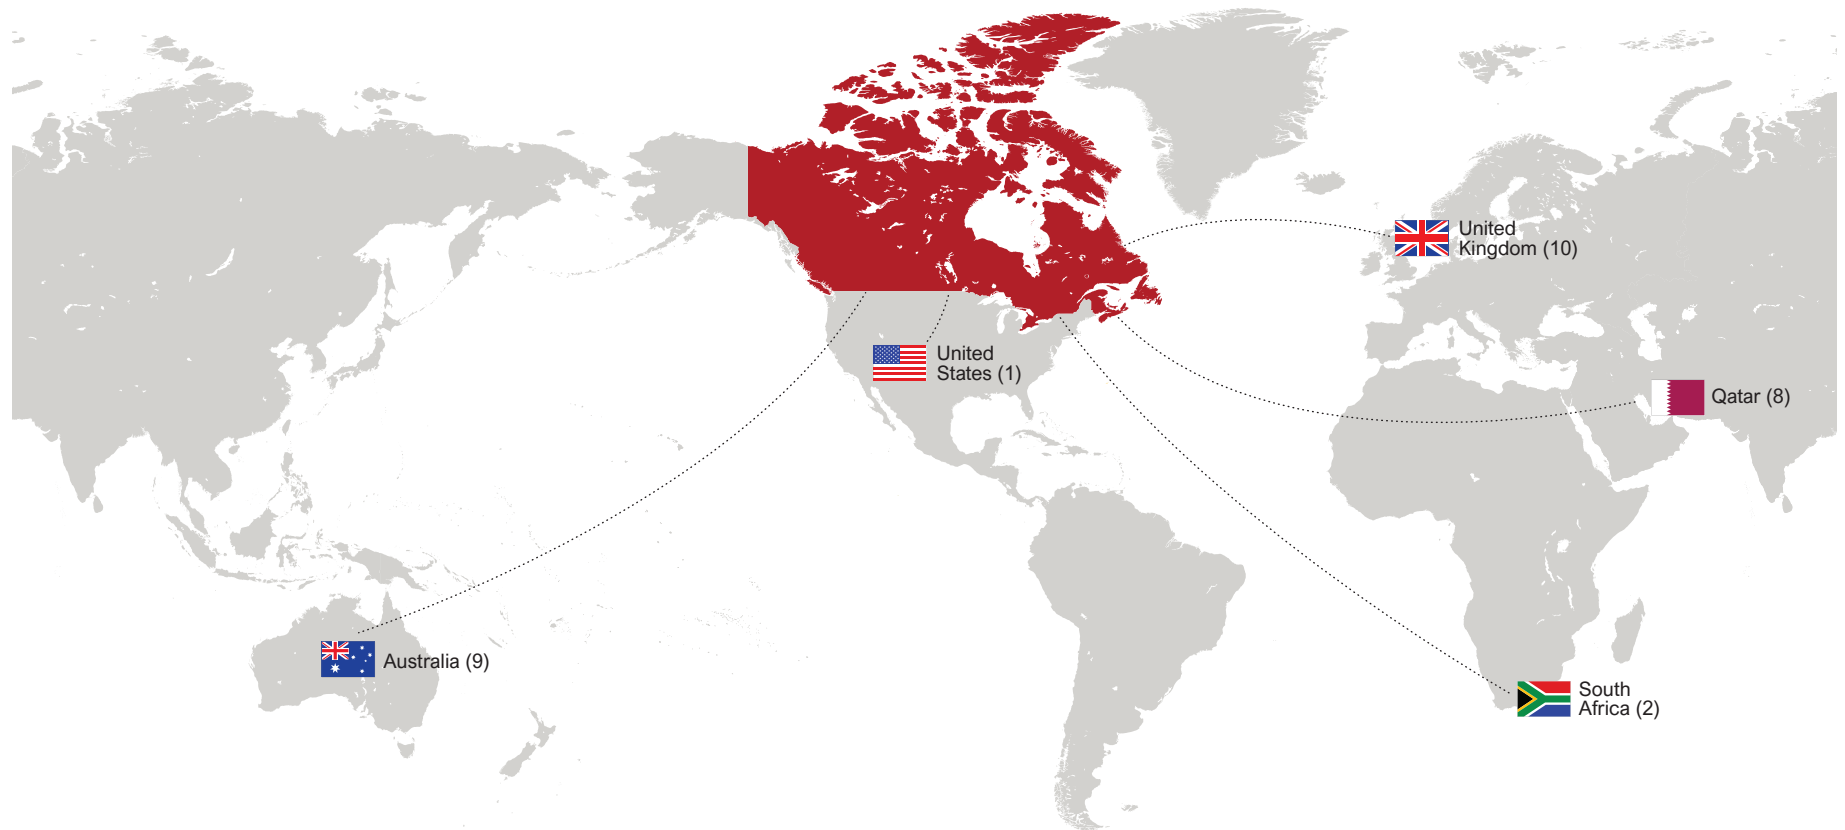 United
Kingdom (10)
United
States (1)
Qatar (8)
Australia (9)
South
Africa (2)